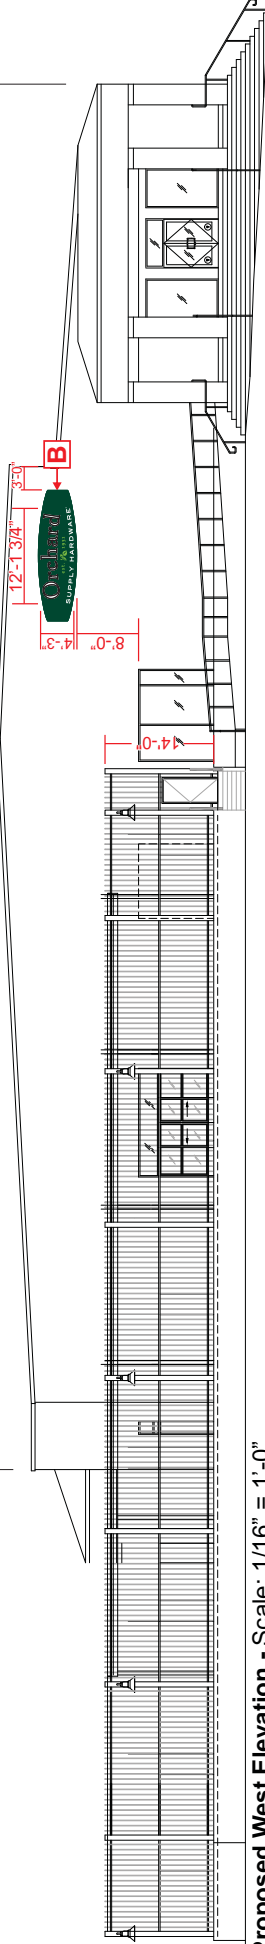 3'-0"
B
12'-1 3/4"
Orchard
EST. 1931
SUPPLY HARDWARE
4'-3"
8'-0"
14'-0"
Proposed West Elevation - Scale: 1/16" = 1'-0"